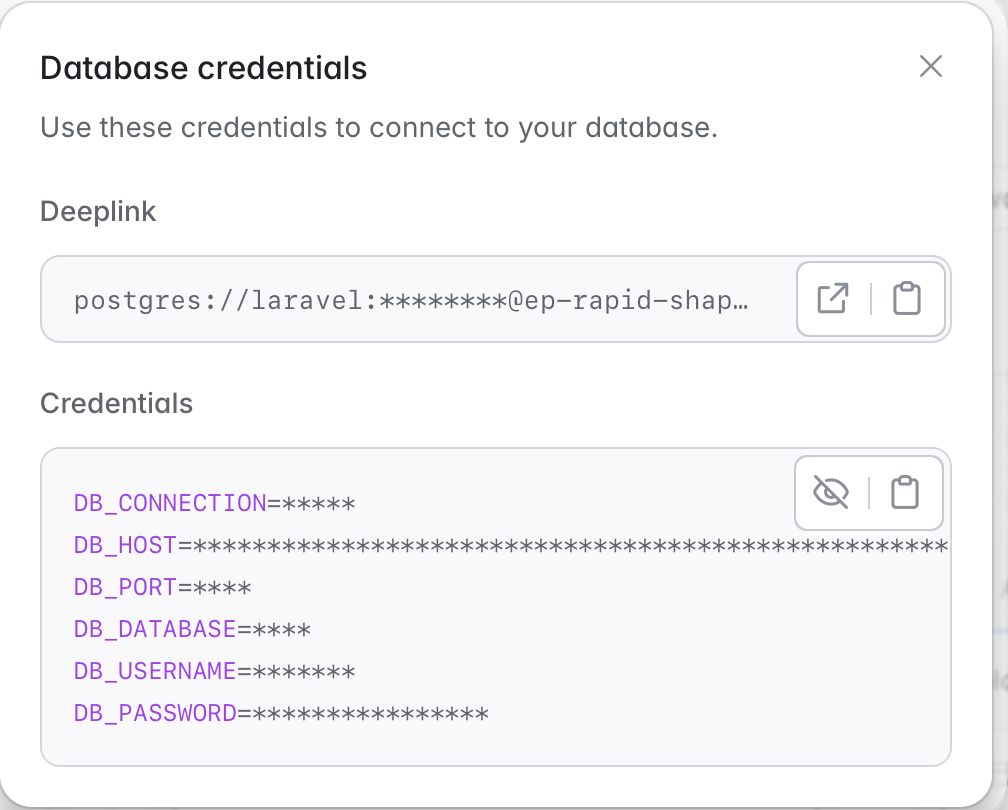 Database credentials
Use these credentials to connect to your database.
Deeplink
postgres://laravel:********@ep-rapid-shap…
Credentials
DB_CONNECTION=*****
DB_HOST=****************************************************
DB_PORT=****
DB_DATABASE=****
DB_USERNAME=*******
DB_PASSWORD=****************